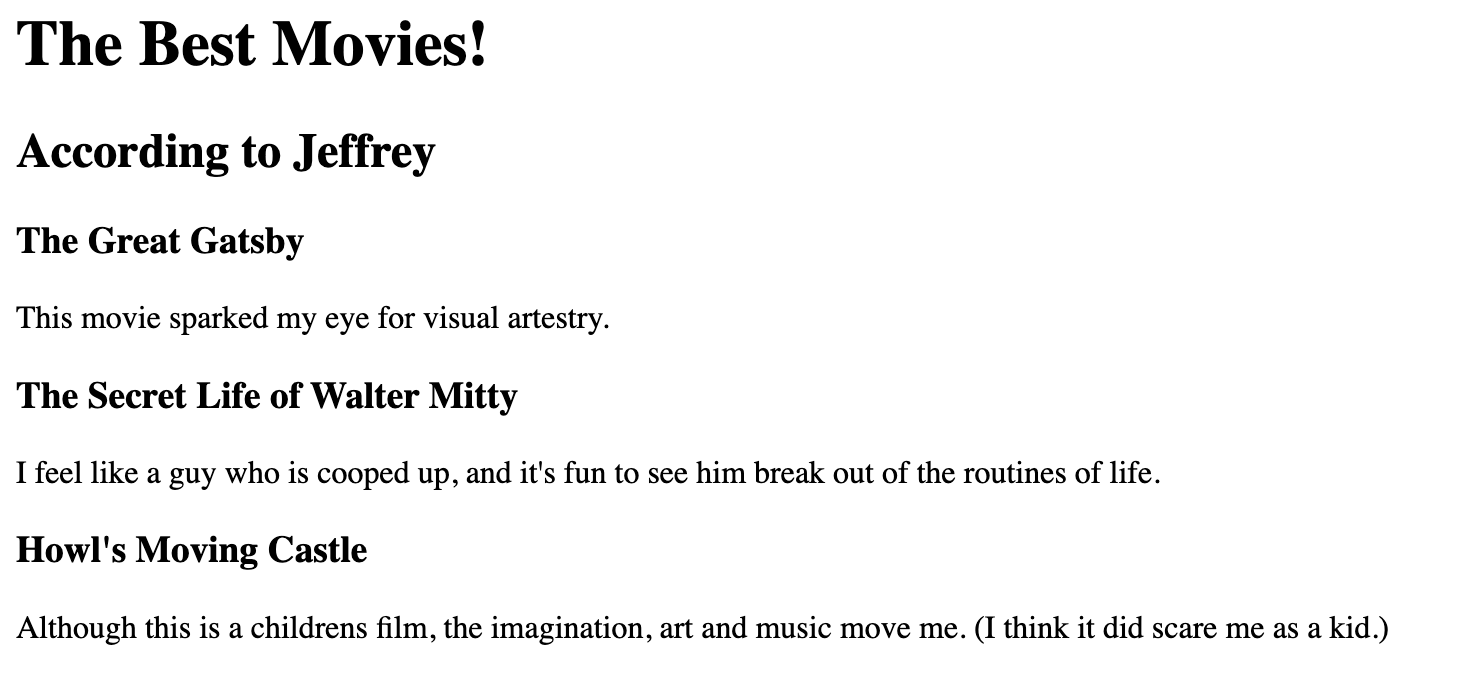 The Best Movies!
According to Jeffrey
The Great Gatsby
This movie sparked my eye for visual artestry.
The Secret Life of Walter Mitty
I feel like a guy who is cooped up, and it's fun to see him break out of the routines of life.
Howl's Moving Castle
Although this is a childrens film, the imagination, art and music move me. (I think it did scare me as a kid.)